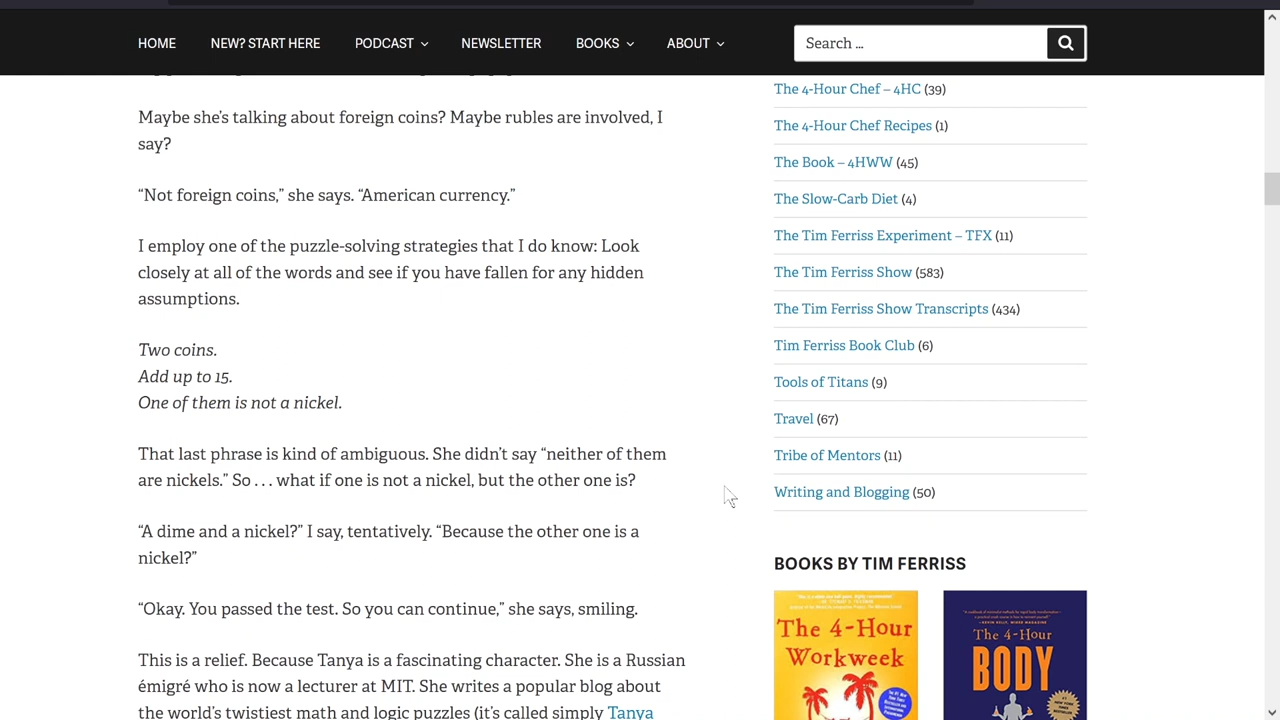 HOME NEW? START HERE PODCAST NEWSLETTER BOOKS ABOUT Search ...
Maybe she’s talking about foreign coins? Maybe rubles are involved, I
say?
“Not foreign coins,” she says. “American currency.”
I employ one of the puzzle-solving strategies that I do know: Look
closely at all of the words and see if you have fallen for any hidden
assumptions.
Two coins.
Add up to 15.
One of them is not a nickel.
That last phrase is kind of ambiguous. She didn’t say “neither of them
are nickels.” So . . . what if one is not a nickel, but the other one is?
“A dime and a nickel?” I say, tentatively. “Because the other one is a
nickel?”
“Okay. You passed the test. So you can continue,” she says, smiling.
This is a relief. Because Tanya is a fascinating character. She is a Russian
émigré who is now a lecturer at MIT. She writes a popular blog about
the world’s twistiest math and logic puzzles (it’s called simply Tanya
The 4-Hour Chef – 4HC (39)
The 4-Hour Chef Recipes (1)
The Book – 4HWW (45)
The Slow-Carb Diet (4)
The Tim Ferriss Experiment – TFX (11)
The Tim Ferriss Show (583)
The Tim Ferriss Show Transcripts (434)
Tim Ferriss Book Club (6)
Tools of Titans (9)
Travel (67)
Tribe of Mentors (11)
Writing and Blogging (50)
BOOKS BY TIM FERRISS
The 4-Hour
Workweek
The 4-Hour
BODY